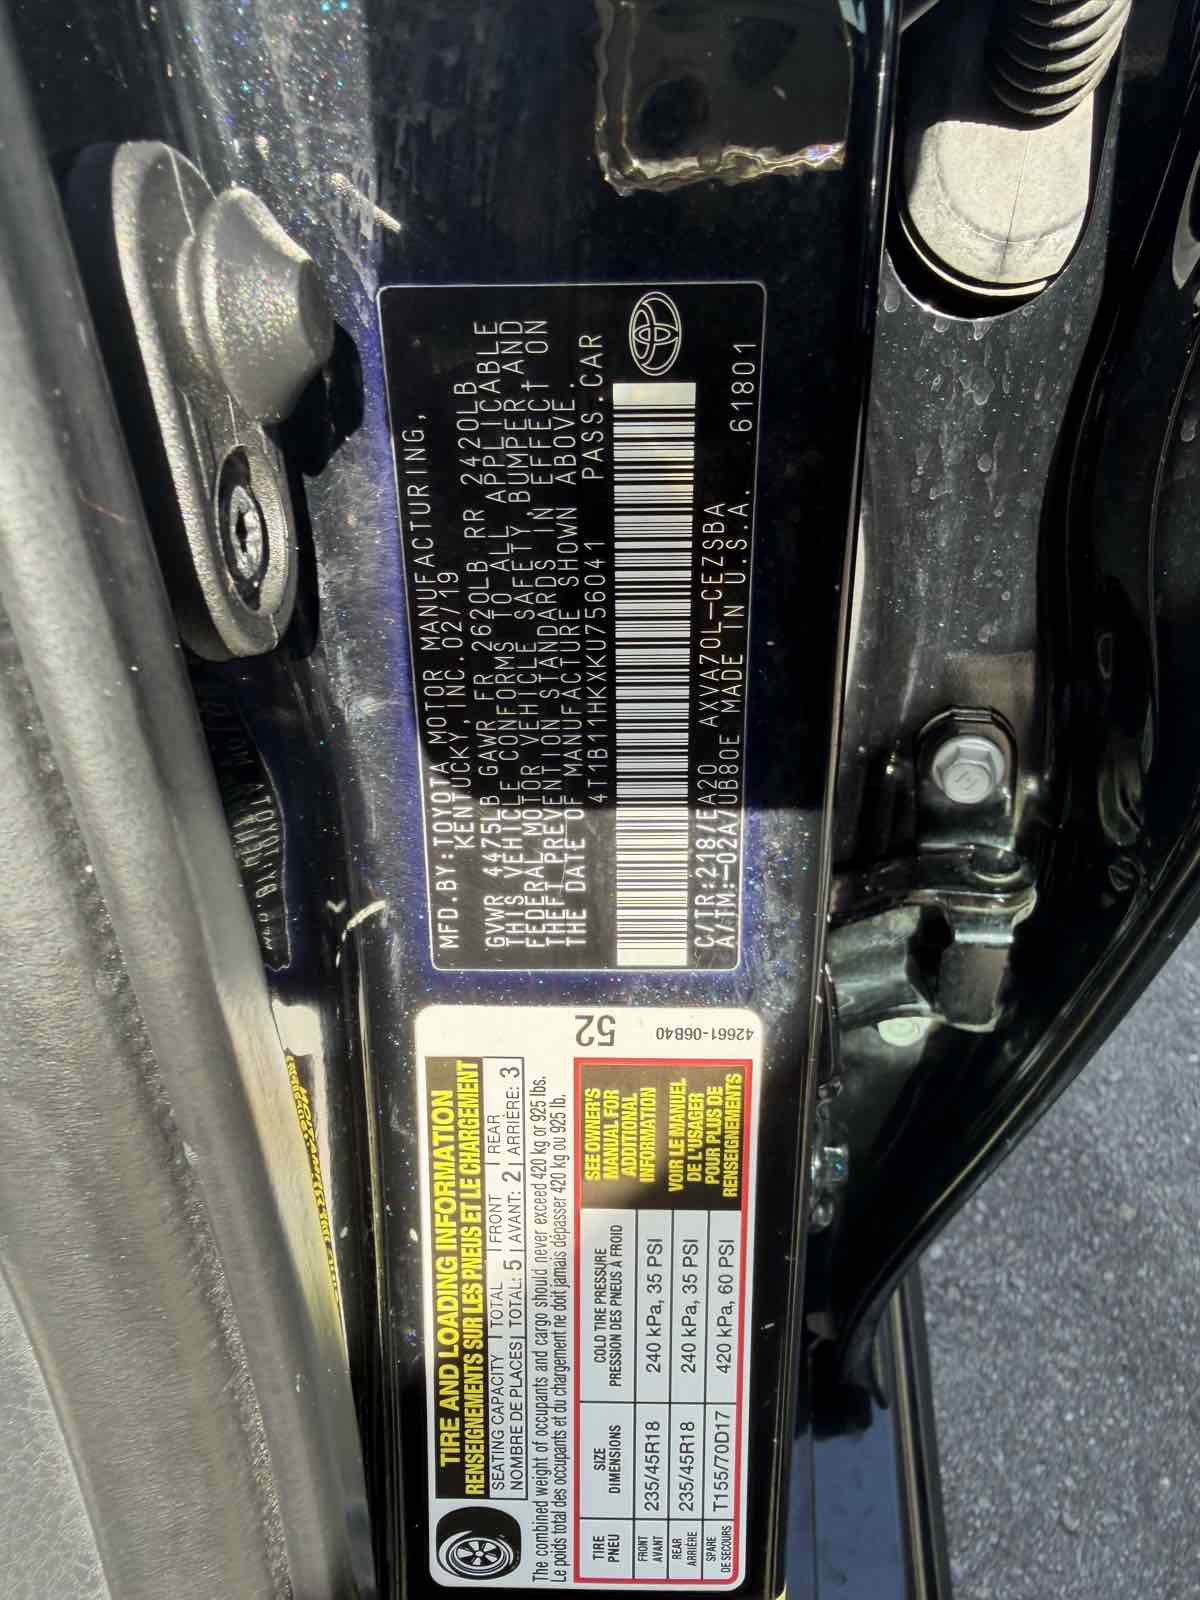 MFD.BY:TOYOTA MOTOR MANUFACTURING,
KENTUCKY, INC. 02/19
GVWR 4475LB GAWR FR 2620LB RR 2420LB
THIS VEHICLE CONFORMS TO ALL APPLICABLE
FEDERAL MOTOR VEHICLE SAFETY, BUMPER, AND
THEFT PREVENTION STANDARDS IN EFFECT ON
THE DATE OF MANUFACTURE SHOWN ABOVE.
4T1B11HKXKU756041 PASS.CAR
C/TR:218/EA20 AXVA70L-CEZSBA
A/TM:-02A/UB80E MADE IN U.S.A. 61801
TIRE AND LOADING INFORMATION
RENSEIGNEMENTS SUR LES PNEUS ET LE CHARGEMENT
52
SEATING CAPACITY TOTAL FRONT REAR
NOMBRE DE PLACES TOTAL: 5 AVANT: 2 ARRIÈRE: 3
The combined weight of occupants and cargo should never exceed 420 kg or 925 lbs.
Le poids total des occupants et du chargement ne doit jamais dépasser 420 kg ou 925 lb.
TIRE SIZE COLD TIRE PRESSURE
PNEU DIMENSIONS PRESSION DES PNEUS À FROID
FRONT
AVANT 235/45R18 240 kPa, 35 PSI
REAR
ARRIÈRE 235/45R18 240 kPa, 35 PSI
SPARE
DE SECOURS T155/70D17 420 kPa, 60 PSI
SEE OWNER'S
MANUAL FOR
ADDITIONAL
INFORMATION
VOIR LE MANUEL
DE L'USAGER
POUR PLUS DE
RENSEIGNEMENTS
42661-06B40